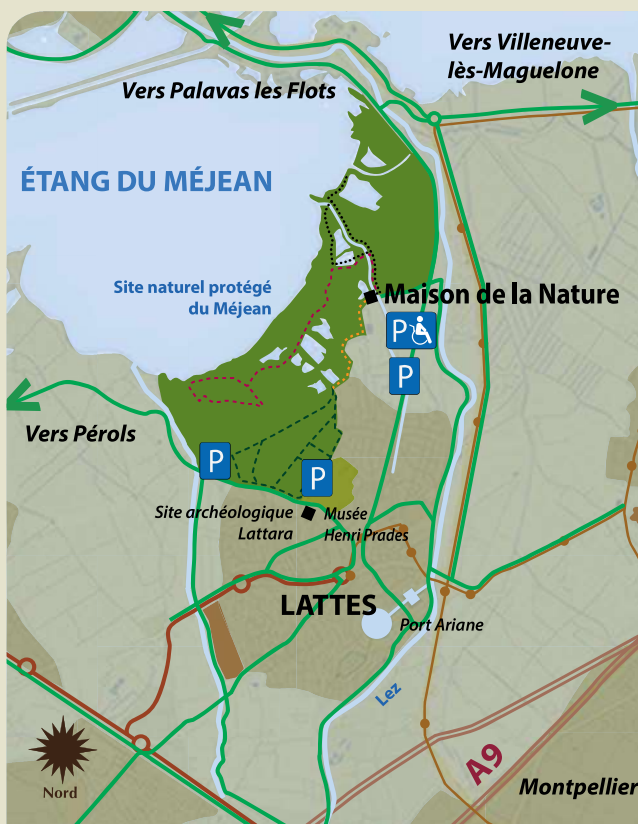 Vers Villeneuve-
lès-Maguelone
Vers Palavas les Flots
ÉTANG DU MÉJEAN
Site naturel protégé
du Méjean
Maison de la Nature
P
P
Vers Pérols
P
P
Site archéologique
Lattara
Musée
Henri Prades
LATTES
Port Ariane
Lez
A9
Nord
Montpellier